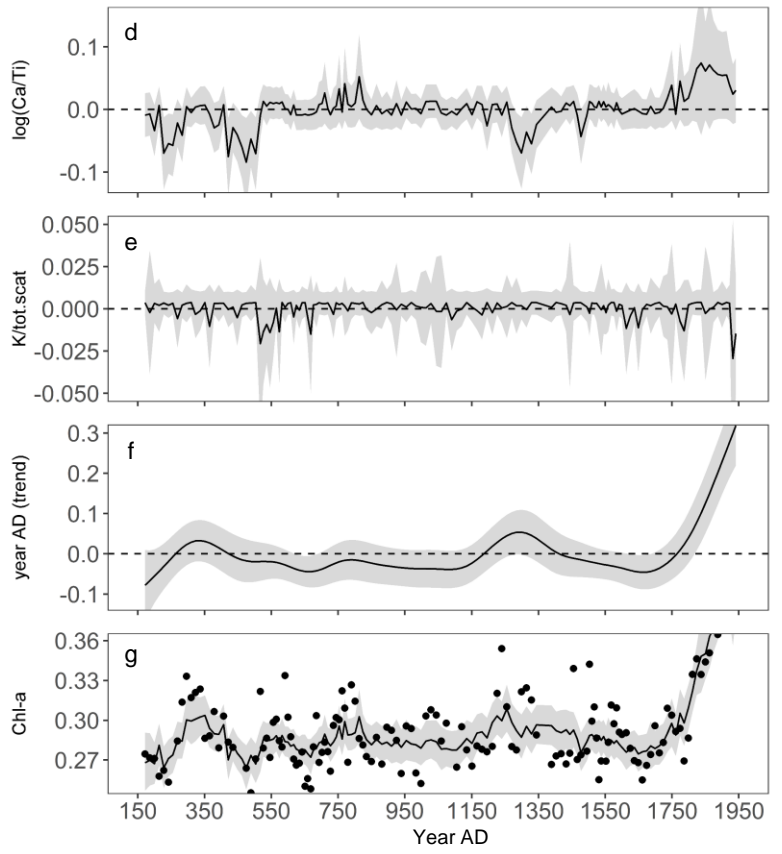 d
log(Ca/Ti)
0.1
0.0
-0.1
e
K/tot.scat
0.050
0.025
0.000
-0.025
-0.050
f
year AD (trend)
0.3
0.2
0.1
0.0
-0.1
g
Chl-a
0.36
0.33
0.30
0.27
150 350 550 750 950 1150 1350 1550 1750 1950
Year AD